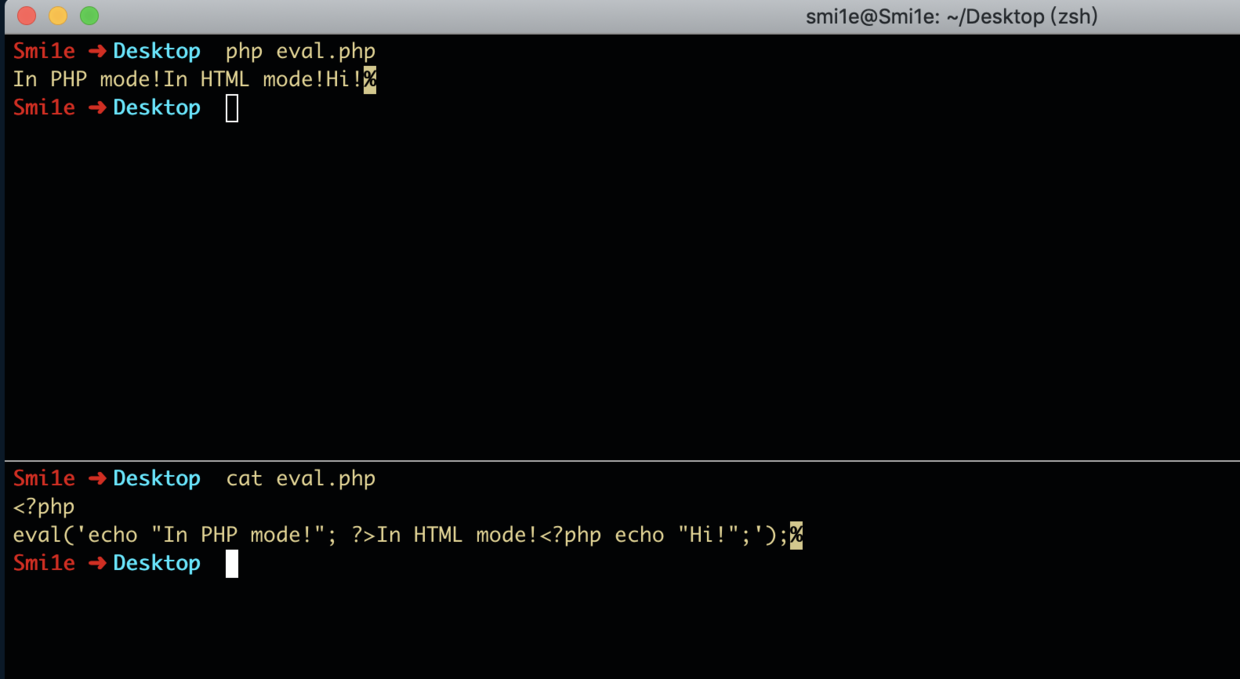 smi1e@Smi1e: ~/Desktop (zsh)
Smi1e ➜ Desktop php eval.php
In PHP mode!In HTML mode!Hi!%
Smi1e ➜ Desktop
Smi1e ➜ Desktop cat eval.php
<?php
eval('echo "In PHP mode!"; ?>In HTML mode!<?php echo "Hi!";');%
Smi1e ➜ Desktop